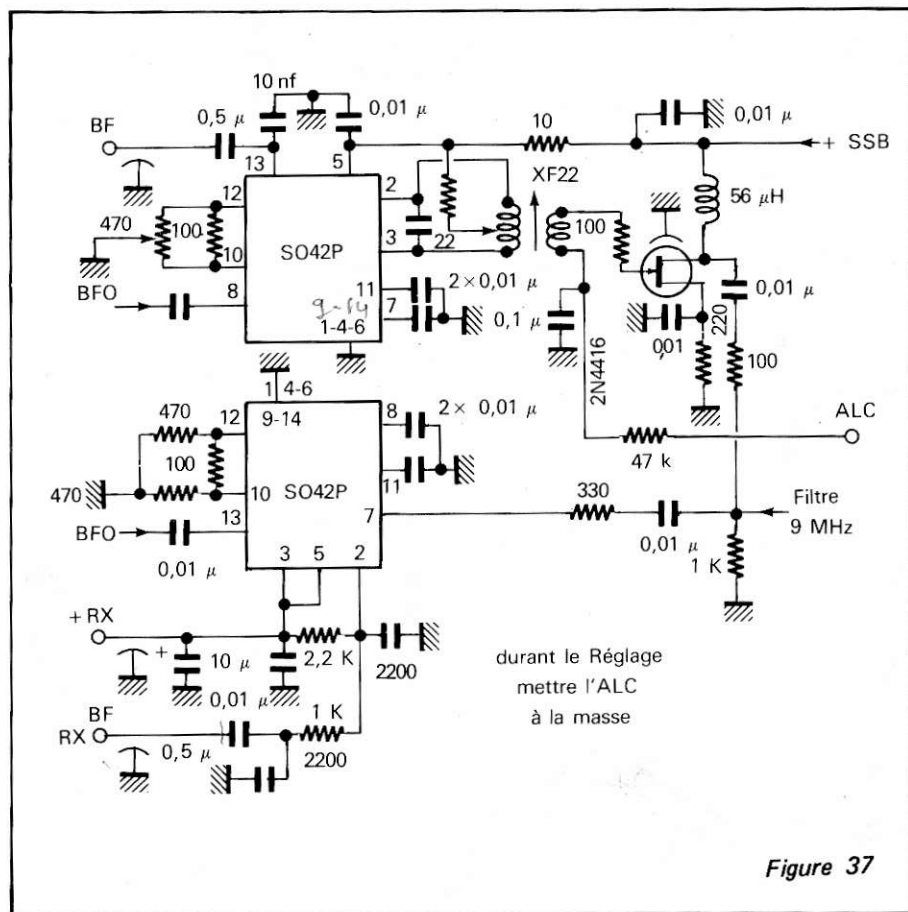 10 nf
BF
0,5 µ
0,01 µ
10
0,01 µ
+ SSB
13
5
XF22
12
2
56 µH
470
100
22
100
SO42P
3
10
11
2 × 0,01 µ
0,01 µ
BFO
8
9-14
7
1-4-6
0,1 µ
0,01
220
2N4416
100
1
4-6
ALC
470
12
9-14
8
2 × 0,01 µ
47 k
100
SO42P
11
470
10
330
Filtre
9 MHz
BFO
13
7
0,01 µ
0,01 µ
1 K
3
5
2
+ RX
+
10 µ
2,2 K
2200
durant le Réglage
mettre l'ALC
à la masse
0,01 µ
BF
RX
0,5 µ
1 K
2200
Figure 37